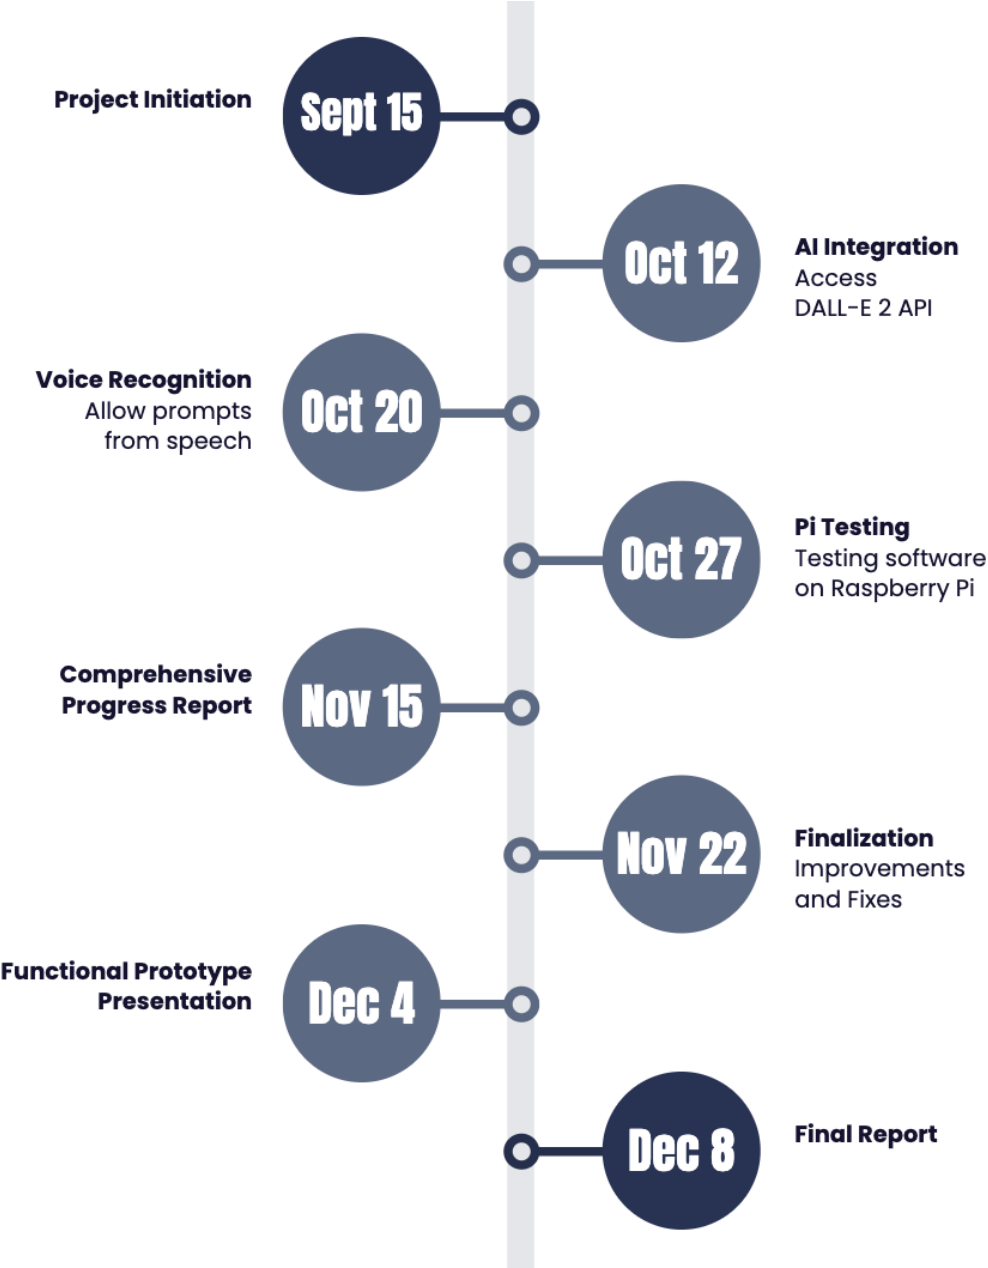 Project Initiation
Sept 15
Oct 12
AI Integration
Access
DALL-E 2 API
Voice Recognition
Allow prompts
from speech
Oct 20
Oct 27
Pi Testing
Testing software
on Raspberry Pi
Comprehensive
Progress Report
Nov 15
Nov 22
Finalization
Improvements
and Fixes
Functional Prototype
Presentation
Dec 4
Dec 8
Final Report